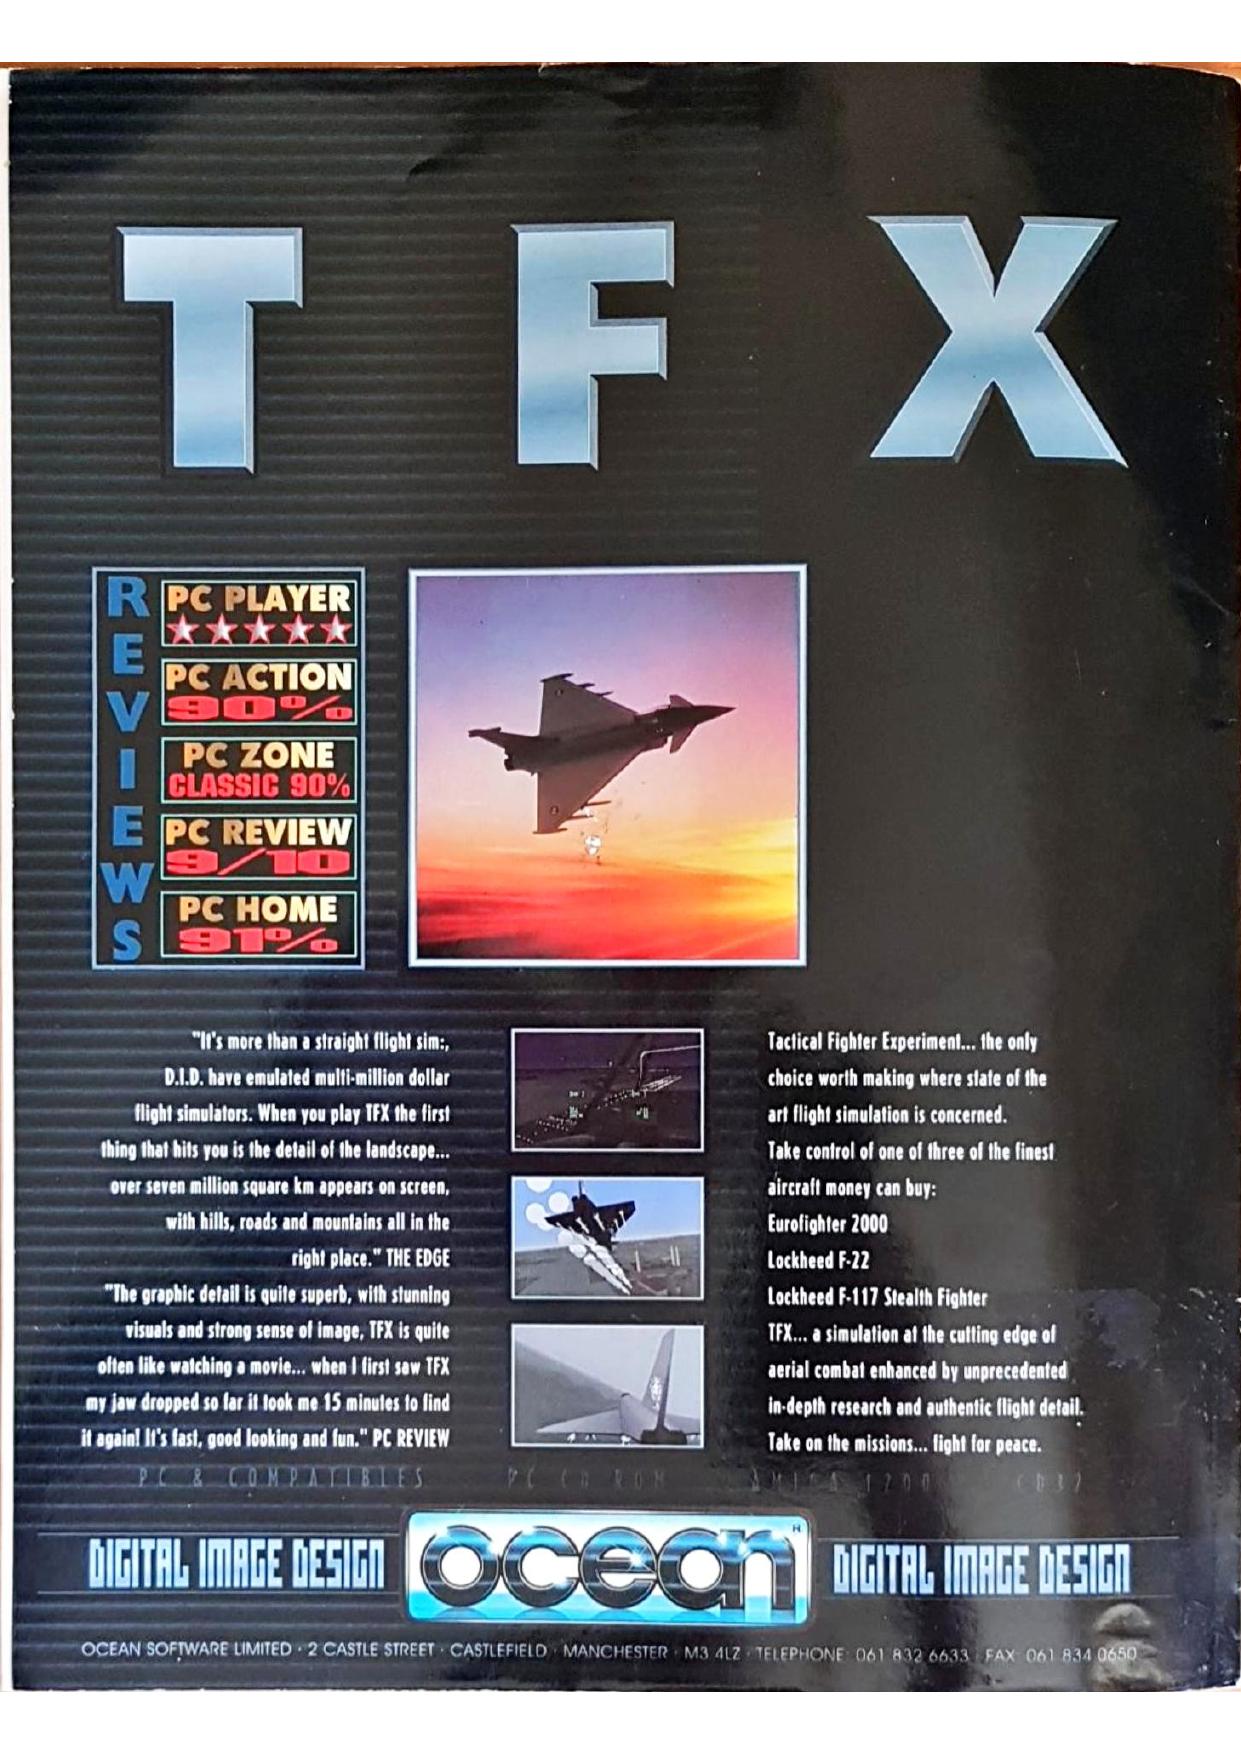 T F X
REVIEWS
PC PLAYER
PC ACTION
90%
PC ZONE
CLASSIC 90%
PC REVIEW
9/10
PC HOME
91%
"It's more than a straight flight sim:,
D.I.D. have emulated multi-million dollar
flight simulators. When you play TFX the first
thing that hits you is the detail of the landscape...
over seven million square km appears on screen,
with hills, roads and mountains all in the
right place." THE EDGE
"The graphic detail is quite superb, with stunning
visuals and strong sense of image, TFX is quite
often like watching a movie... when I first saw TFX
my jaw dropped so far it took me 15 minutes to find
it again! It's fast, good looking and fun." PC REVIEW
Tactical Fighter Experiment... the only
choice worth making where state of the
art flight simulation is concerned.
Take control of one of three of the finest
aircraft money can buy:
Eurofighter 2000
Lockheed F-22
Lockheed F-117 Stealth Fighter
TFX... a simulation at the cutting edge of
aerial combat enhanced by unprecedented
in-depth research and authentic flight detail.
Take on the missions... fight for peace.
PC & COMPATIBLES PC CD ROM AMIGA 1200 CD32
DIGITAL IMAGE DESIGN
ocean
DIGITAL IMAGE DESIGN
OCEAN SOFTWARE LIMITED · 2 CASTLE STREET · CASTLEFIELD · MANCHESTER · M3 4LZ · TELEPHONE: 061 832 6633 FAX: 061 834 0650